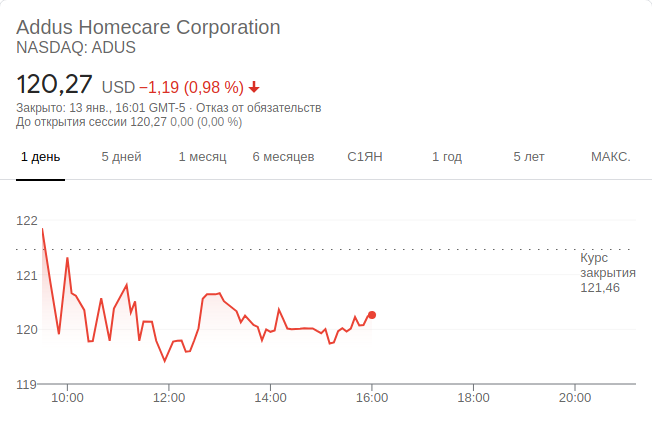 Addus Homecare Corporation
NASDAQ: ADUS
120,27 USD −1,19 (0,98 %)
Закрыто: 13 янв., 16:01 GMT-5 · Отказ от обязательств
До открытия сессии 120,27 0,00 (0,00 %)
1 день 5 дней 1 месяц 6 месяцев С1ЯН 1 год 5 лет МАКС.
122
Курс
закрытия
121,46
121
120
119
10:00 12:00 14:00 16:00 18:00 20:00